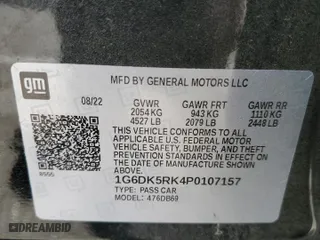 gm
MFD BY GENERAL MOTORS LLC
08/22
GVWR GAWR FRT GAWR RR
2054 KG 943 KG 1110 KG
4527 LB 2079 LB 2448 LB
THIS VEHICLE CONFORMS TO ALL
APPLICABLE U.S. FEDERAL MOTOR
VEHICLE SAFETY, BUMPER, AND
THEFT PREVENTION STANDARDS
IN EFFECT ON THE DATE OF
MANUFACTURE SHOWN ABOVE.
1G6DK5RK4P0107157
TYPE: PASS CAR
MODEL: 476DB69
DREAMBID.COM